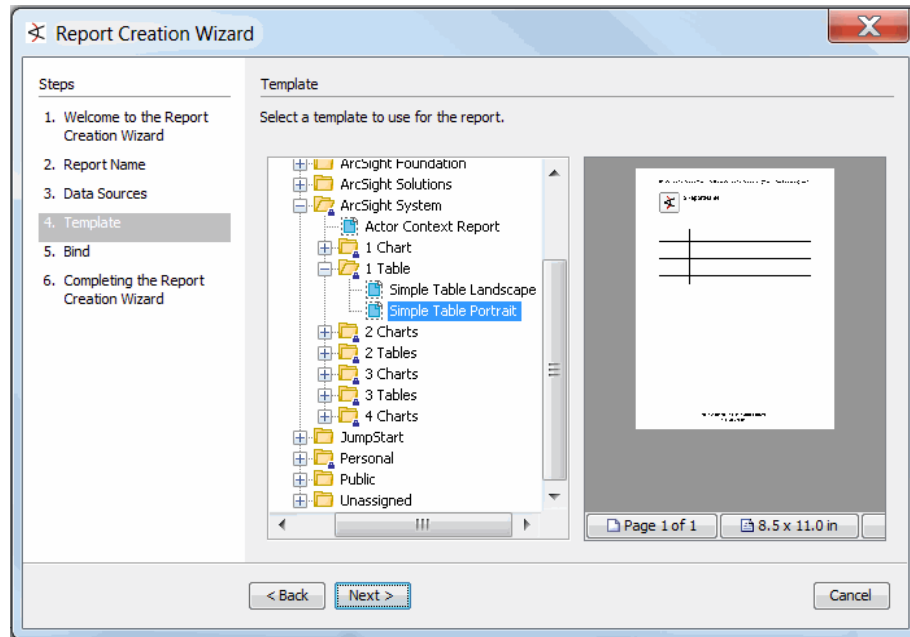 Report Creation Wizard
Steps
1. Welcome to the Report
Creation Wizard
2. Report Name
3. Data Sources
4. Template
5. Bind
6. Completing the Report
Creation Wizard
Template
Select a template to use for the report.
ArcSight Foundation
ArcSight Solutions
ArcSight System
Actor Context Report
1 Chart
1 Table
Simple Table Landscape
Simple Table Portrait
2 Charts
2 Tables
3 Charts
3 Tables
4 Charts
JumpStart
Personal
Public
Unassigned
Page 1 of 1
8.5 x 11.0 in
< Back
Next >
Cancel